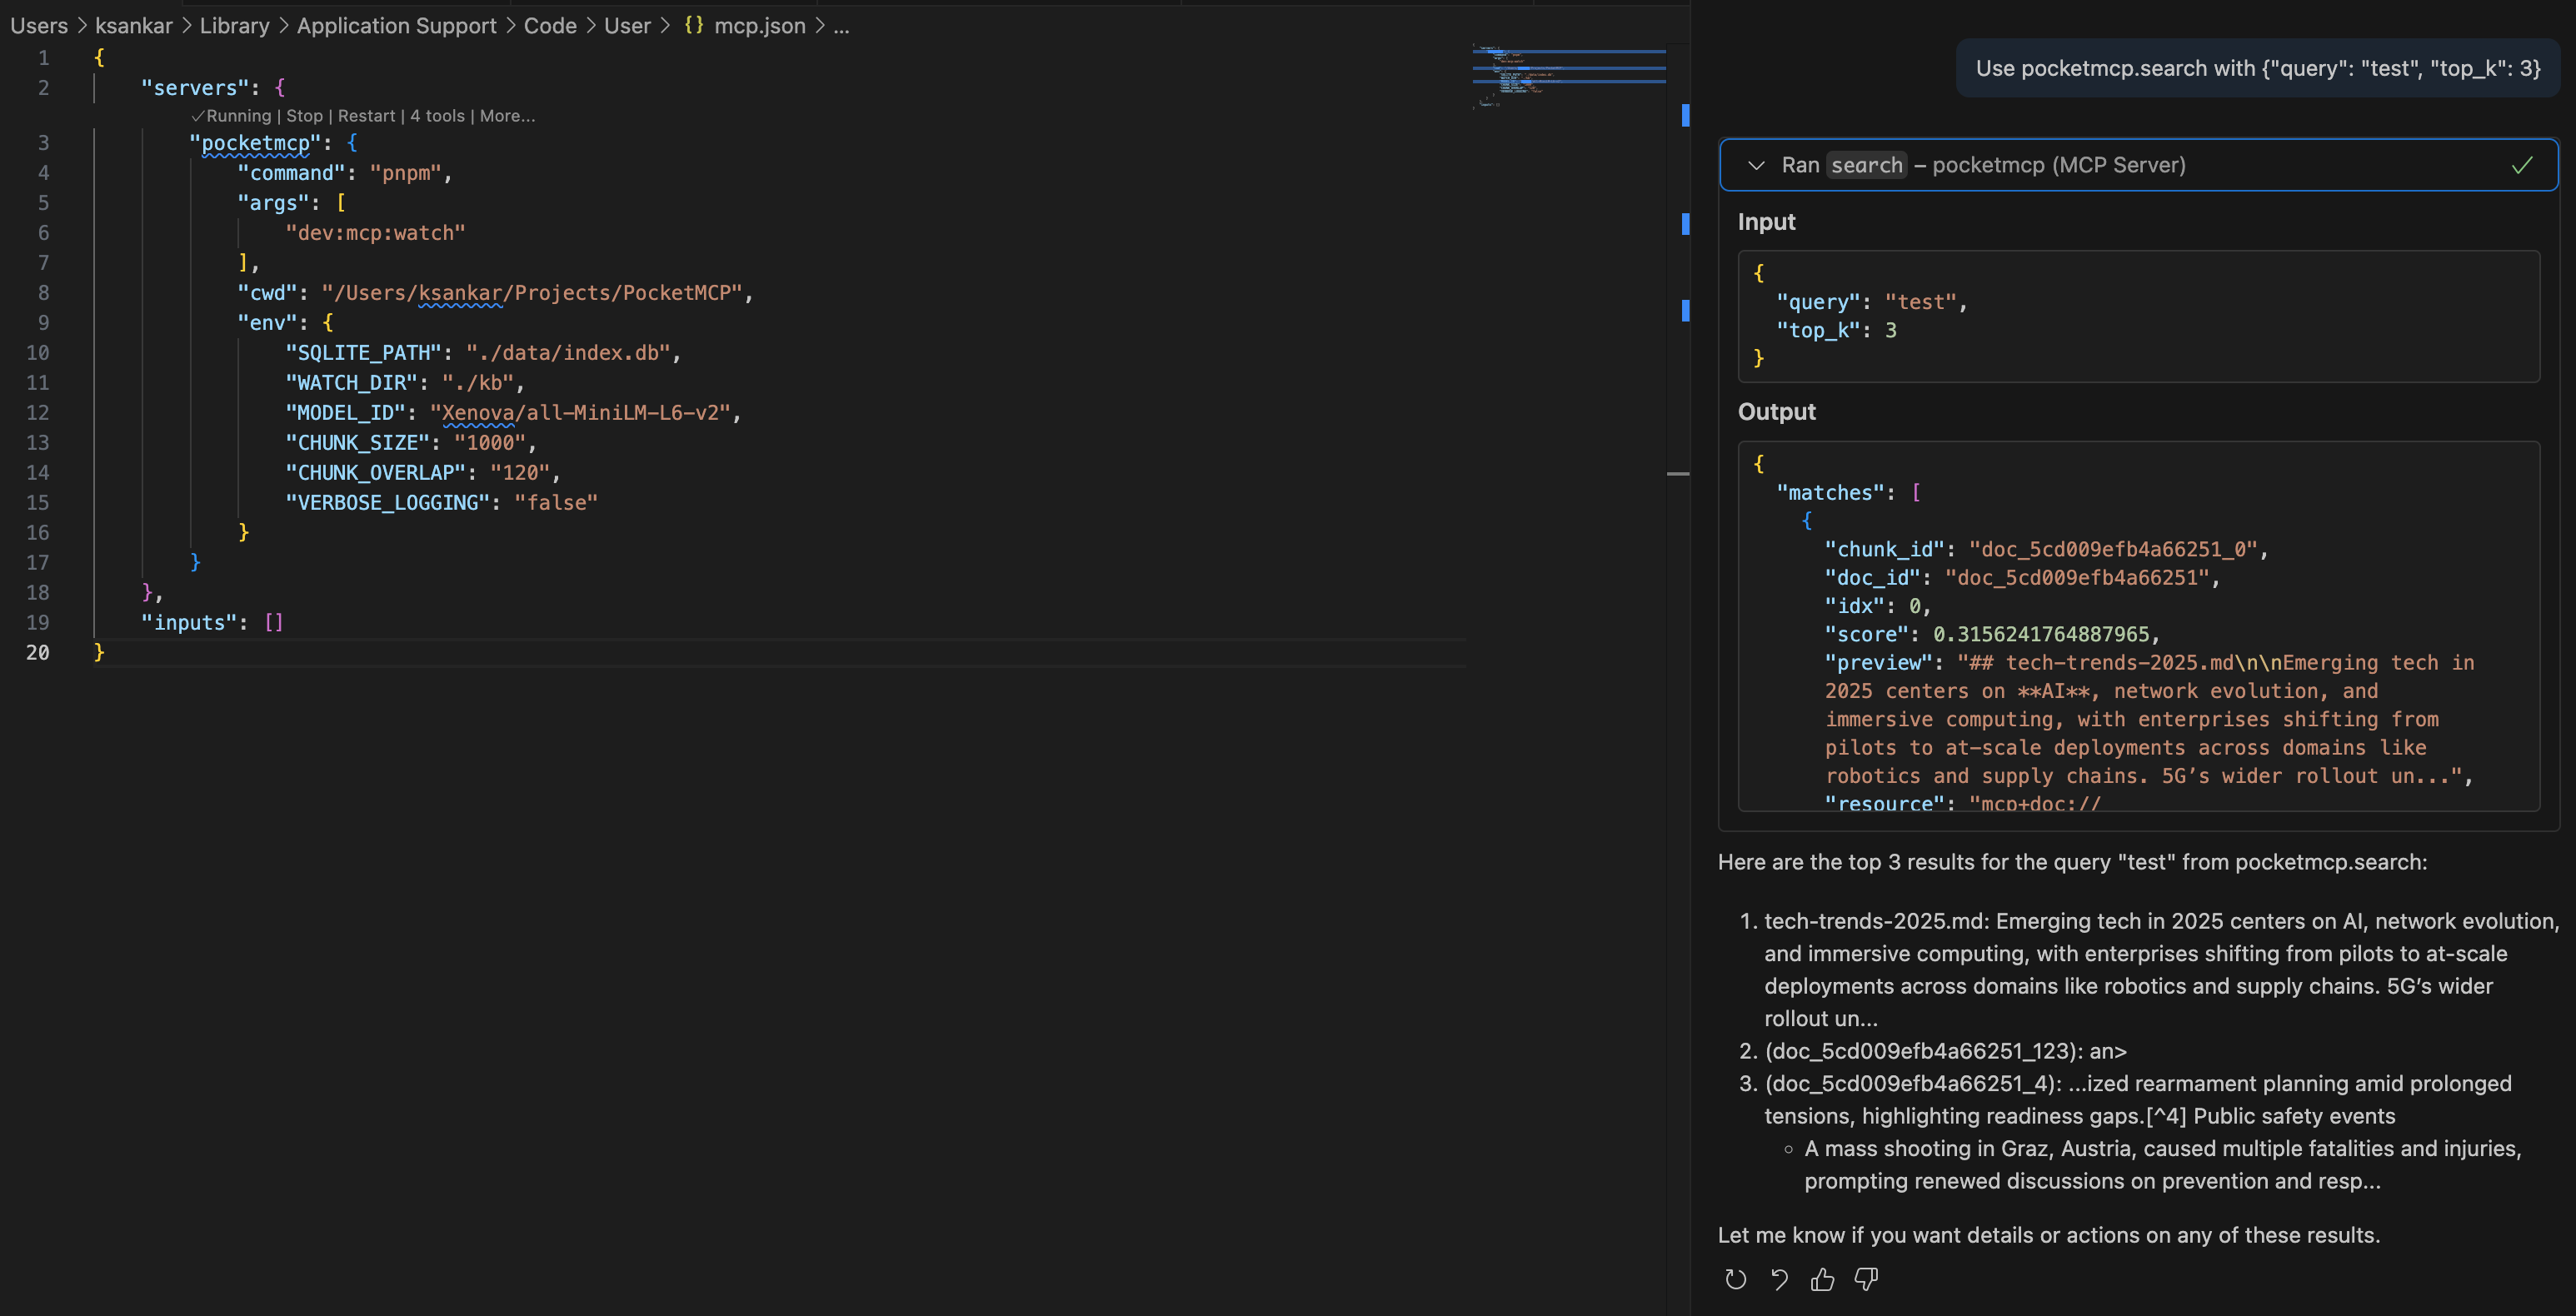 Users > ksankar > Library > Application Support > Code > User > {} mcp.json > ...
1 {
2 "servers": {
✓Running | Stop | Restart | 4 tools | More...
3 "pocketmcp": {
4 "command": "pnpm",
5 "args": [
6 "dev:mcp:watch"
7 ],
8 "cwd": "/Users/ksankar/Projects/PocketMCP",
9 "env": {
10 "SQLITE_PATH": "./data/index.db",
11 "WATCH_DIR": "./kb",
12 "MODEL_ID": "Xenova/all-MiniLM-L6-v2",
13 "CHUNK_SIZE": "1000",
14 "CHUNK_OVERLAP": "120",
15 "VERBOSE_LOGGING": "false"
16 }
17 }
18 },
19 "inputs": []
20 }
Use pocketmcp.search with {"query": "test", "top_k": 3}
Ran search – pocketmcp (MCP Server)
Input
{
"query": "test",
"top_k": 3
}
Output
{
"matches": [
{
"chunk_id": "doc_5cd009efb4a66251_0",
"doc_id": "doc_5cd009efb4a66251",
"idx": 0,
"score": 0.3156241764887965,
"preview": "## tech-trends-2025.md\n\nEmerging tech in
2025 centers on **AI**, network evolution, and
immersive computing, with enterprises shifting from
pilots to at-scale deployments across domains like
robotics and supply chains. 5G’s wider rollout un...",
"resource": "mcp+doc://
Here are the top 3 results for the query "test" from pocketmcp.search:
1. tech-trends-2025.md: Emerging tech in 2025 centers on AI, network evolution,
and immersive computing, with enterprises shifting from pilots to at-scale
deployments across domains like robotics and supply chains. 5G’s wider
rollout un...
2. (doc_5cd009efb4a66251_123): an>
3. (doc_5cd009efb4a66251_4): ...ized rearmament planning amid prolonged
tensions, highlighting readiness gaps.[^4] Public safety events
◦ A mass shooting in Graz, Austria, caused multiple fatalities and injuries,
prompting renewed discussions on prevention and resp...
Let me know if you want details or actions on any of these results.